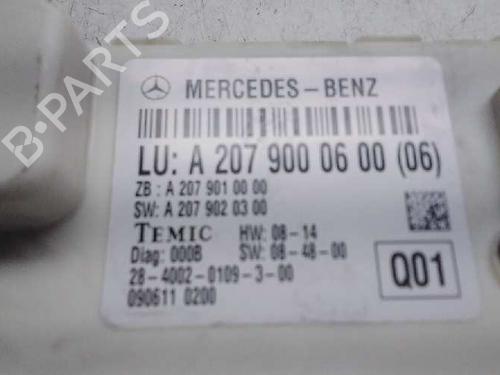 B-PARTS
MERCEDES-BENZ
LU: A 207 900 06 00 (06)
ZB : A 207 901 00 00
SW: A 207 902 03 00
TEMIC HW: 08-14
Diag: 000B SW: 08-48-00
28-4002-0109-3-00
090611 0200
Q01